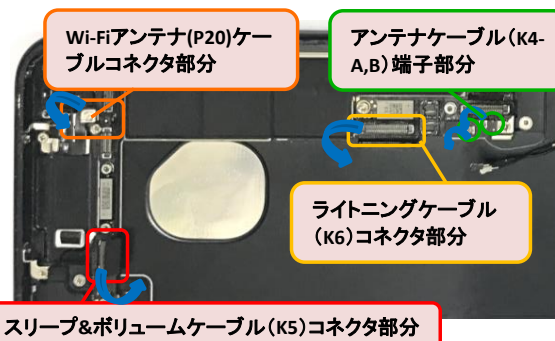 Wi-Fiアンテナ(P20)ケー
ブルコネクタ部分
アンテナケーブル（K4-
A,B）端子部分
ライトニングケーブル
（K6）コネクタ部分
スリープ&ボリュームケーブル（K5）コネクタ部分